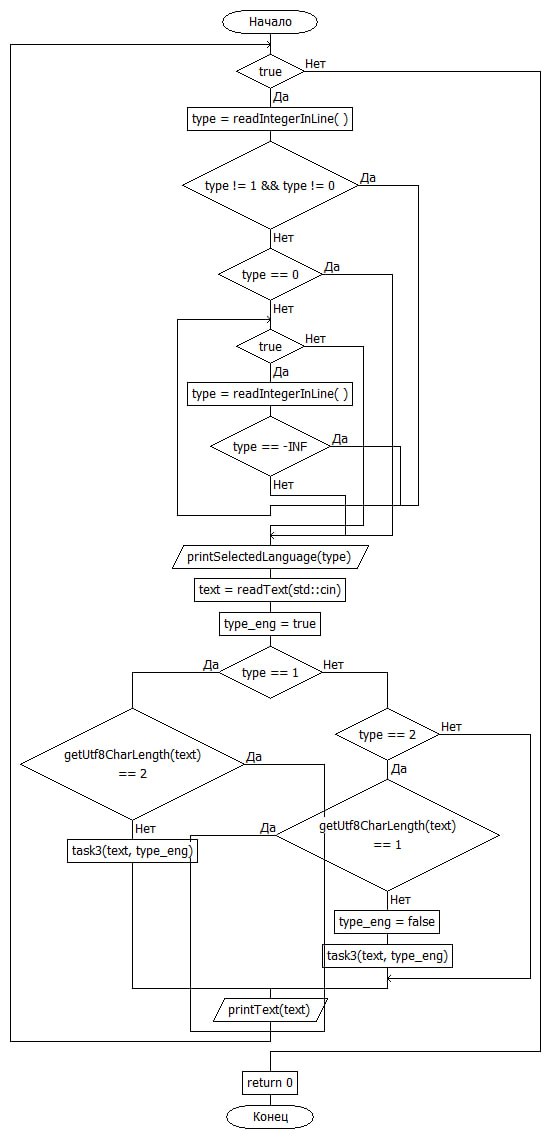 Начало
true
Нет
Да
type = readIntegerInLine( )
type != 1 && type != 0
Да
Нет
type == 0
Да
Нет
true
Нет
Да
type = readIntegerInLine( )
type == -INF
Да
Нет
printSelectedLanguage(type)
text = readText(std::cin)
type_eng = true
Да
type == 1
Нет
type == 2
Нет
Да
getUtf8CharLength(text)
== 2
Да
Нет
task3(text, type_eng)
Да
getUtf8CharLength(text)
== 1
Нет
type_eng = false
task3(text, type_eng)
printText(text)
return 0
Конец